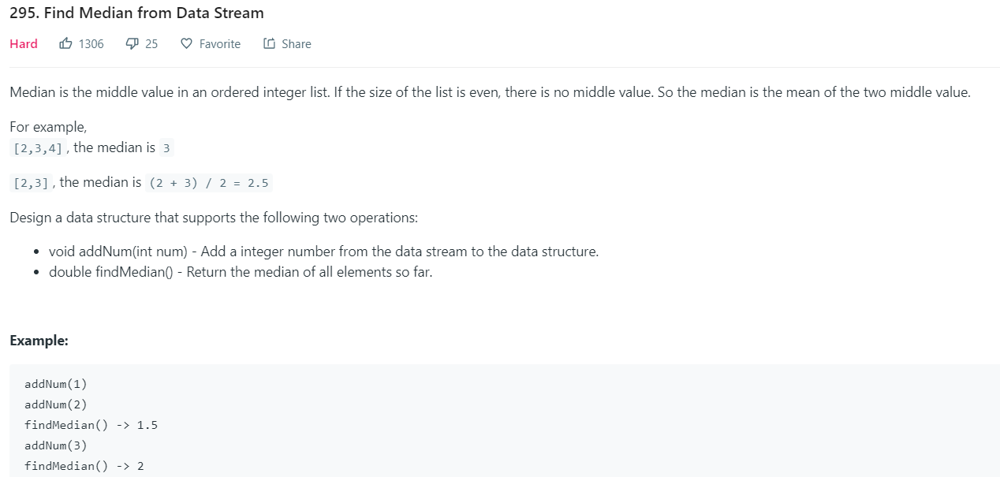 295. Find Median from Data Stream
Hard 1306 25 Favorite Share
Median is the middle value in an ordered integer list. If the size of the list is even, there is no middle value. So the median is the mean of the two middle value.
For example,
[2,3,4] , the median is 3
[2,3] , the median is (2 + 3) / 2 = 2.5
Design a data structure that supports the following two operations:
• void addNum(int num) - Add a integer number from the data stream to the data structure.
• double findMedian() - Return the median of all elements so far.
Example:
addNum(1)
addNum(2)
findMedian() -> 1.5
addNum(3)
findMedian() -> 2